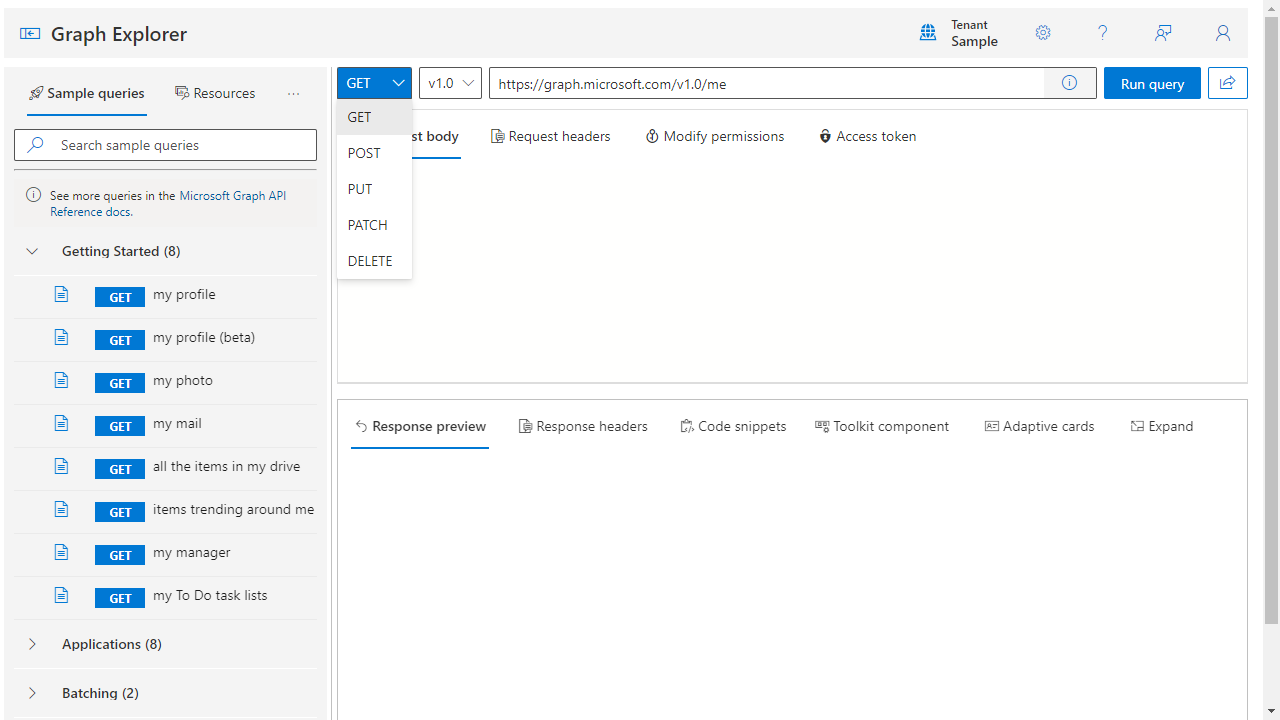 Graph Explorer
Tenant
Sample
Sample queries
Resources
Search sample queries
See more queries in the Microsoft Graph API
Reference docs.
Getting Started (8)
GET my profile
GET my profile (beta)
GET my photo
GET my mail
GET all the items in my drive
GET items trending around me
GET my manager
GET my To Do task lists
Applications (8)
Batching (2)
GET
v1.0
https://graph.microsoft.com/v1.0/me
Run query
GET
POST
PUT
PATCH
DELETE
body
Request headers
Modify permissions
Access token
Response preview
Response headers
Code snippets
Toolkit component
Adaptive cards
Expand